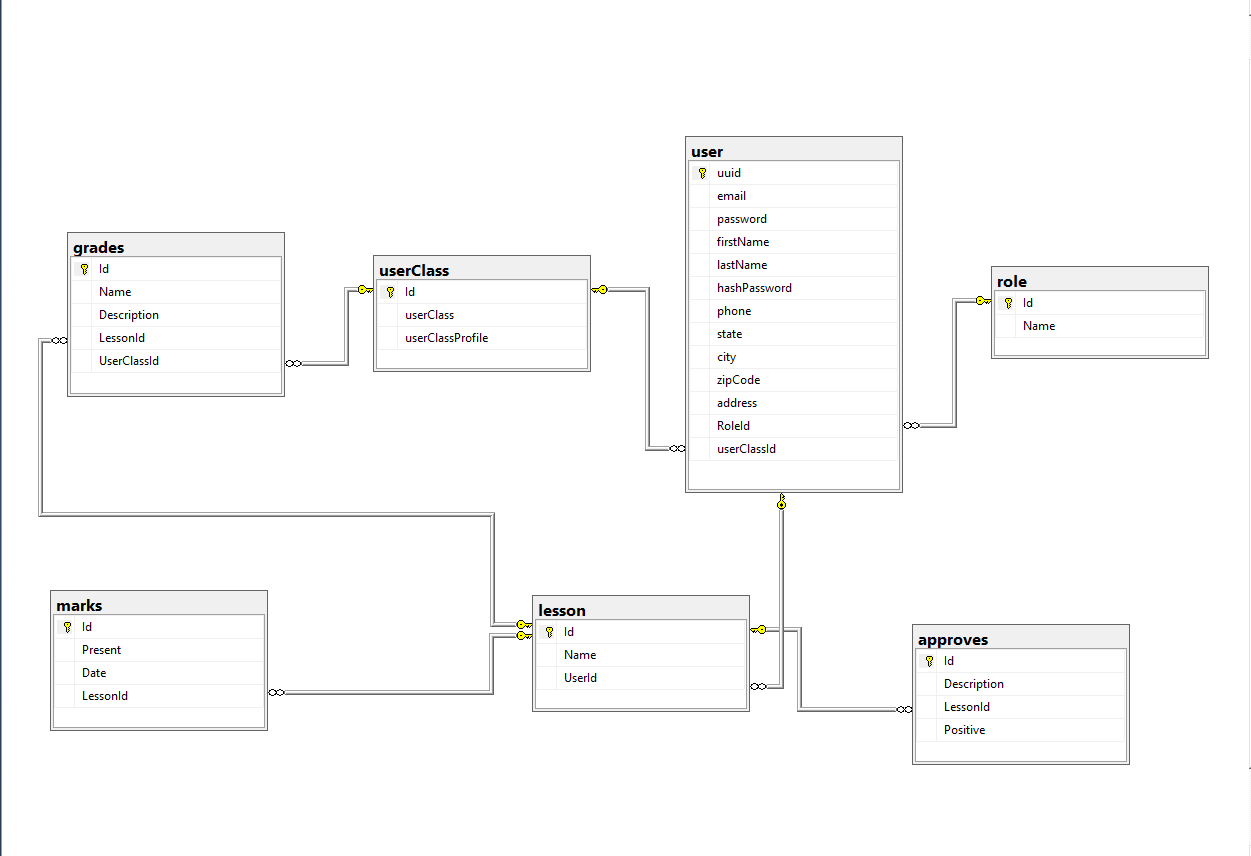 user
uuid
email
password
firstName
lastName
hashPassword
phone
state
city
zipCode
address
RoleId
userClassId
grades
Id
Name
Description
LessonId
UserClassId
userClass
Id
userClass
userClassProfile
role
Id
Name
marks
Id
Present
Date
LessonId
lesson
Id
Name
UserId
approves
Id
Description
LessonId
Positive